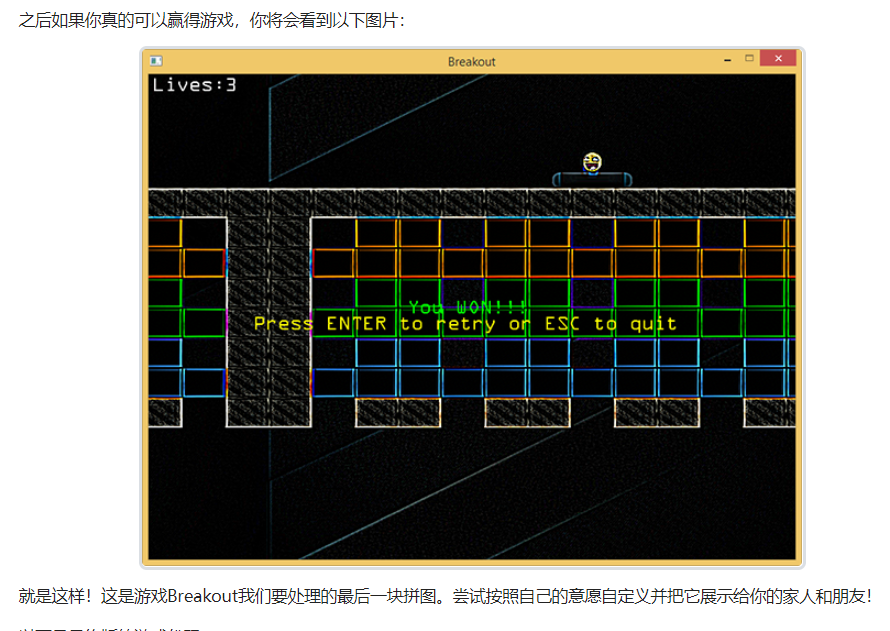 之后如果你真的可以赢得游戏，你将会看到以下图片：
Breakout
Lives:3
You WON!!!
Press ENTER to retry or ESC to quit
就是这样！这是游戏Breakout我们要处理的最后一块拼图。尝试按照自己的意愿自定义并把它展示给你的家人和朋友！